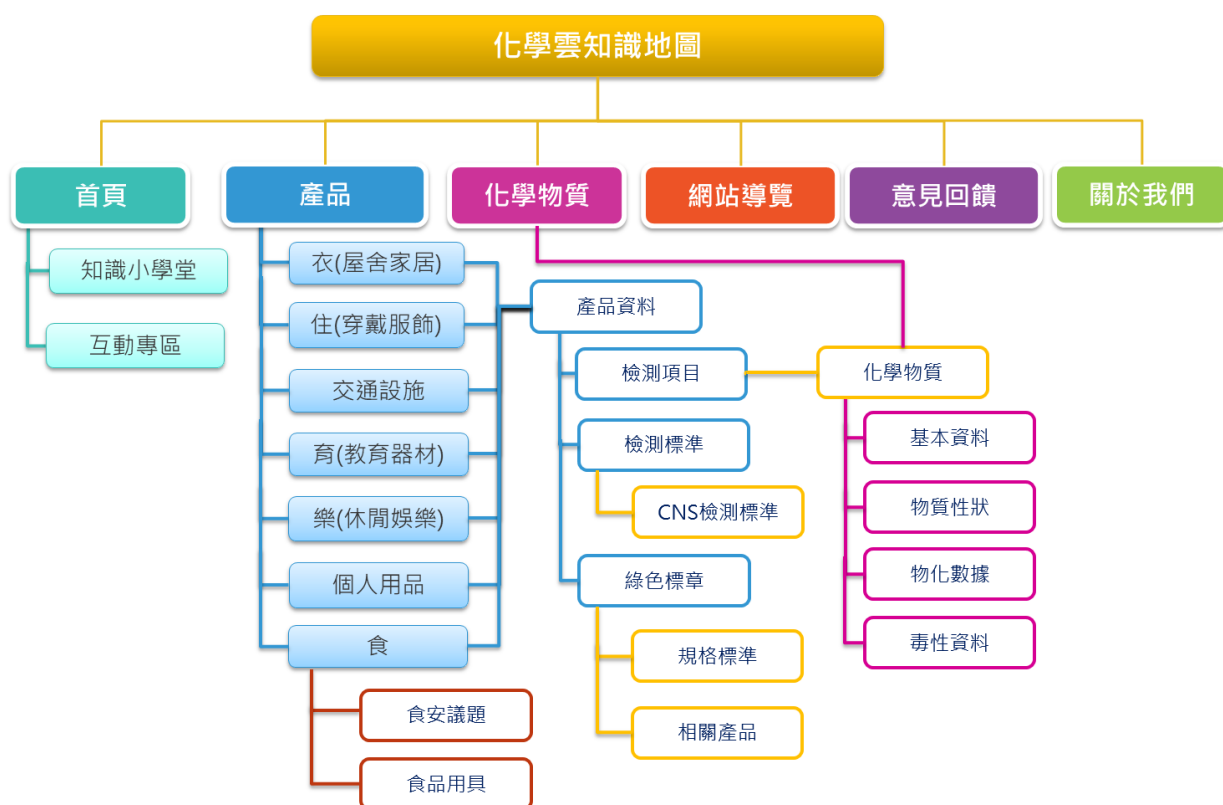 化學雲知識地圖
首頁
產品
化學物質
網站導覽
意見回饋
關於我們
知識小學堂
互動專區
衣(屋舍家居)
住(穿戴服飾)
交通設施
育(教育器材)
樂(休閒娛樂)
個人用品
食
食安議題
食品用具
產品資料
檢測項目
檢測標準
CNS檢測標準
綠色標章
規格標準
相關產品
化學物質
基本資料
物質性狀
物化數據
毒性資料